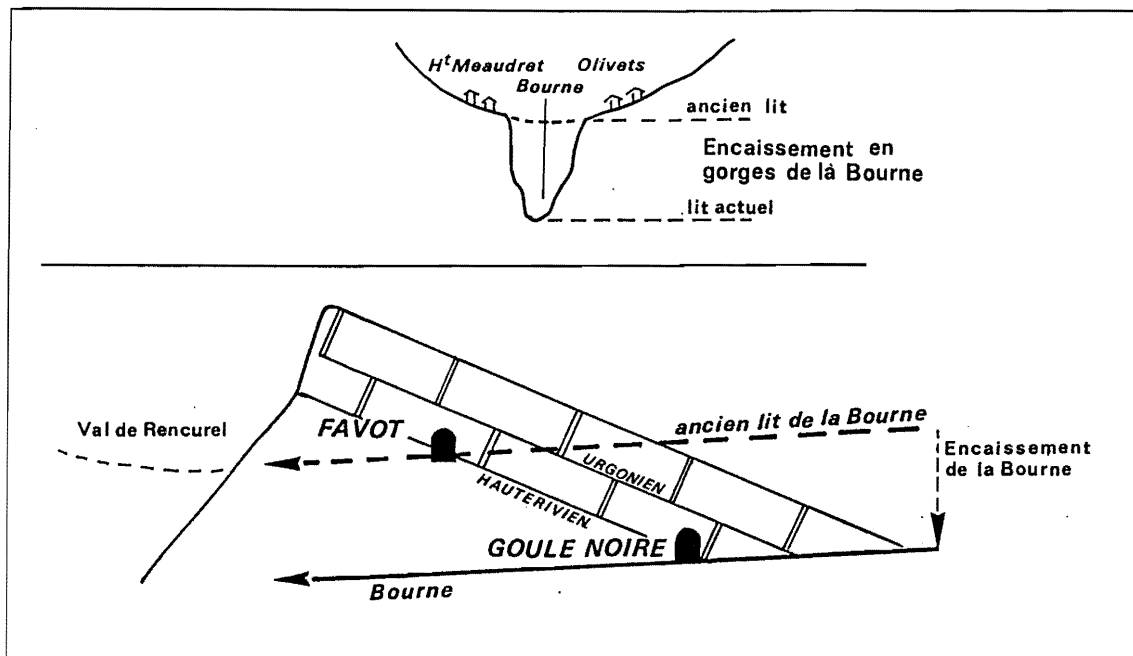 Hᵗ Meaudret Olivets
Bourne
ancien lit
Encaissement en
gorges de là Bourne
lit actuel
ancien lit de la Bourne
Val de Rencurel
FAVOT
Encaissement
de la Bourne
URGONIEN
HAUTERIVIEN
GOULE NOIRE
Bourne